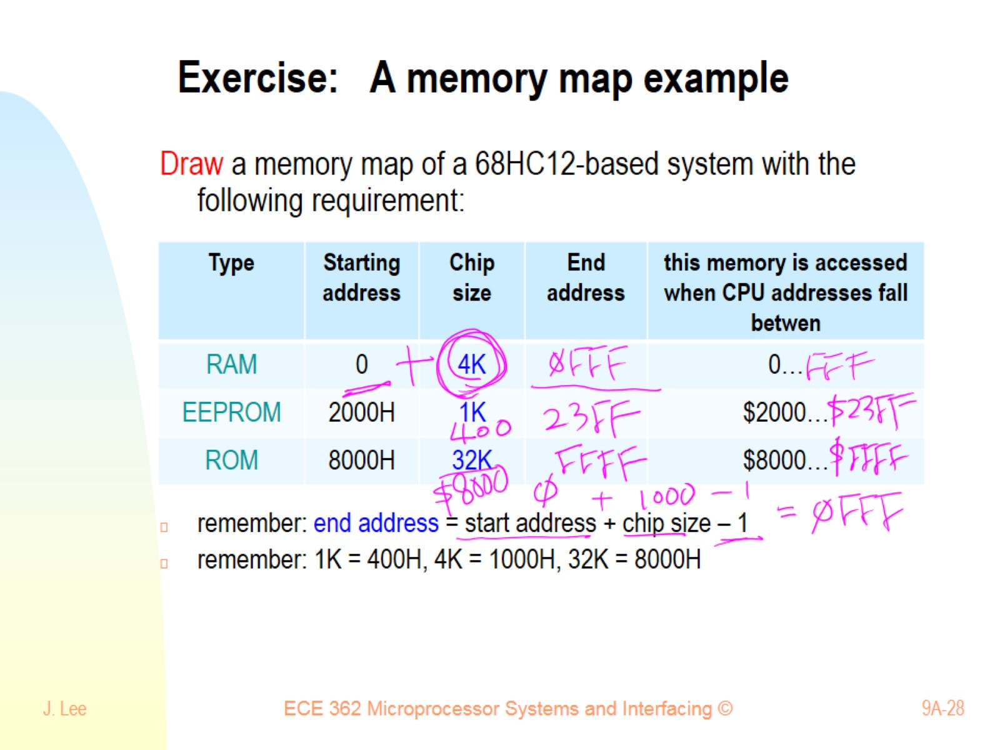 Exercise: A memory map example
Draw a memory map of a 68HC12-based system with the
following requirement:
Type Starting address Chip size End address this memory is accessed when CPU addresses fall betwen
RAM 0 + 4K 0FFF 0...FFF
EEPROM 2000H 1K 23FF $2000...$23FF
400
ROM 8000H 32K FFFF $8000...$FFFF
$8000 0 + 1000 - 1 = 0FFF
remember: end address = start address + chip size – 1
remember: 1K = 400H, 4K = 1000H, 32K = 8000H
J. Lee ECE 362 Microprocessor Systems and Interfacing © 9A-28